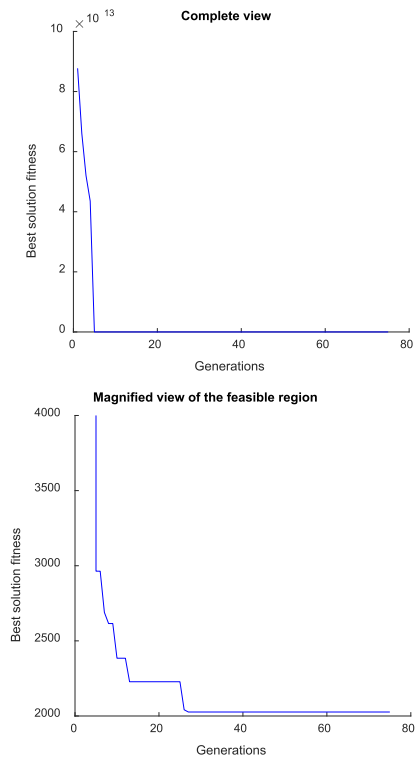 Complete view
× 10 13
10
8
6
4
2
0
0 20 40 60 80
Best solution fitness
Generations
Magnified view of the feasible region
4000
3500
3000
2500
2000
0 20 40 60 80
Best solution fitness
Generations